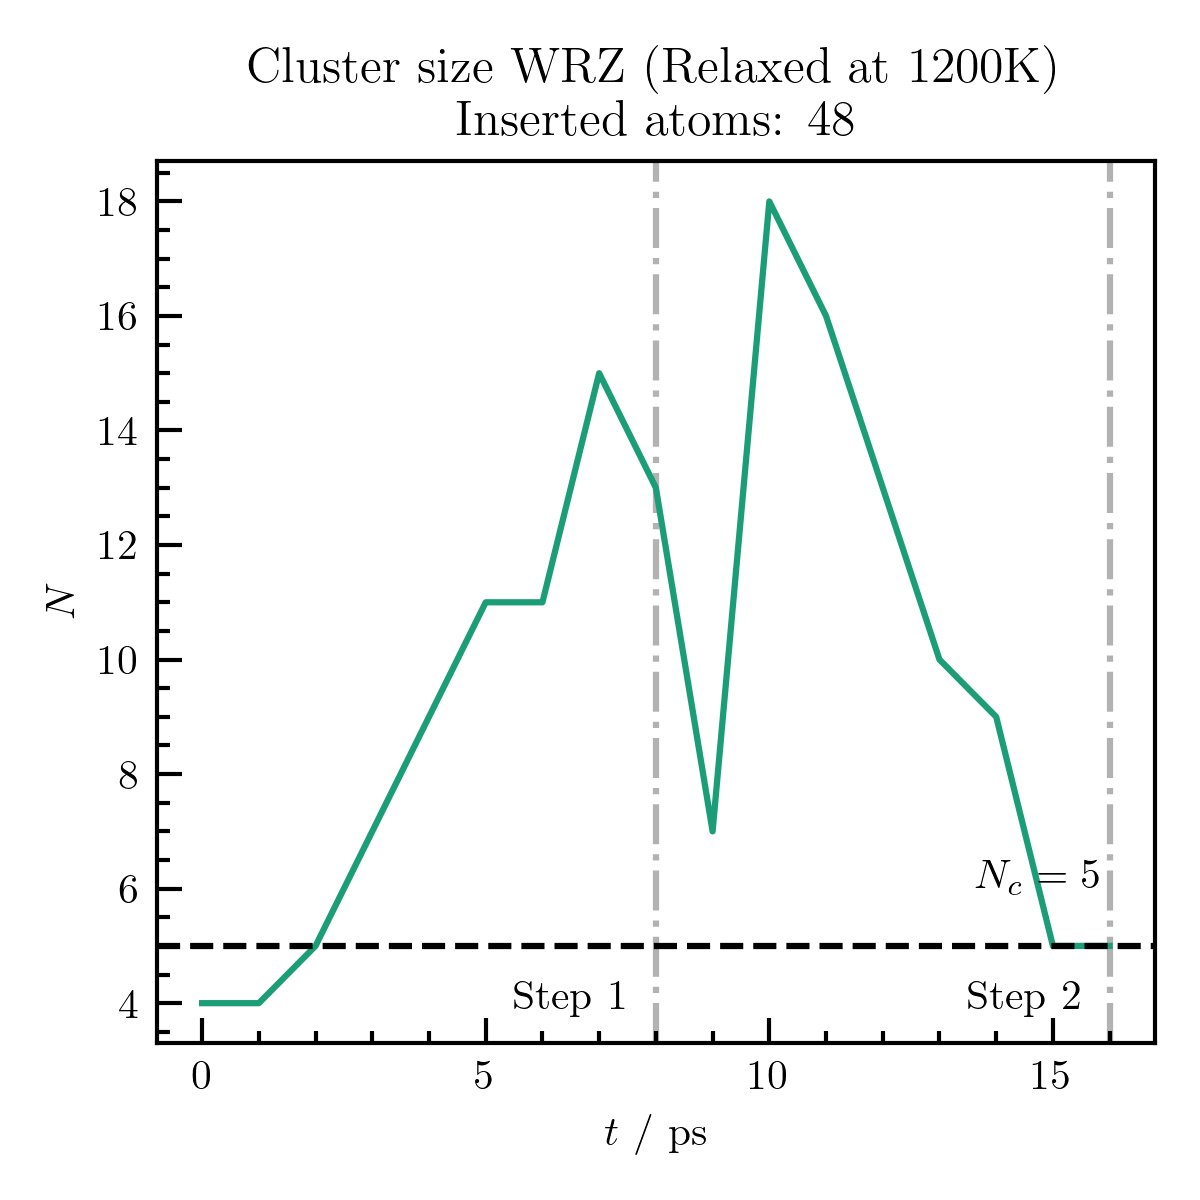 Cluster size WRZ (Relaxed at 1200K)
Inserted atoms: 48
18
16
14
12
10
8
6
4
N
N_c = 5
Step 1
Step 2
0 5 10 15
t / ps